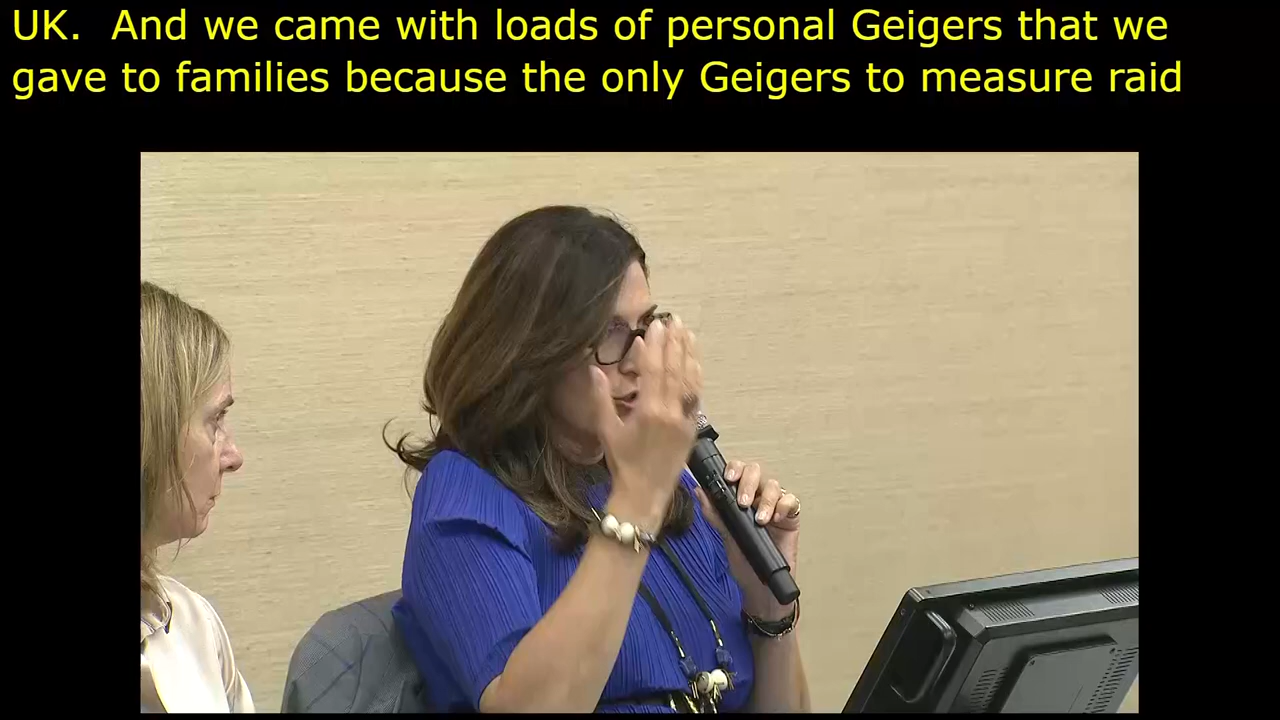 UK.  And we came with loads of personal Geigers that we
gave to families because the only Geigers to measure raid